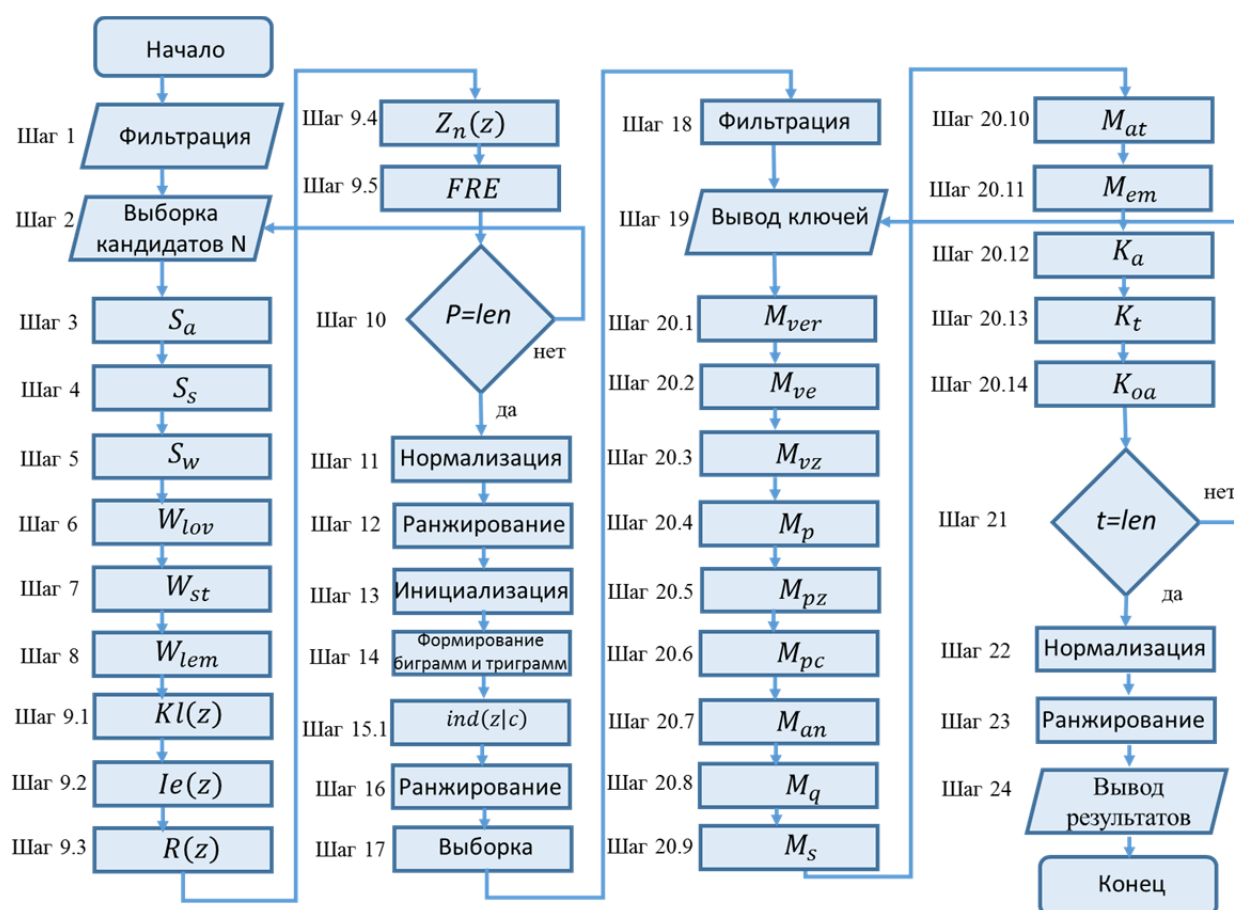 Начало
Шаг 1
Фильтрация
Шаг 2
Выборка
кандидатов N
Шаг 3
S_a
Шаг 4
S_s
Шаг 5
S_w
Шаг 6
W_lov
Шаг 7
W_st
Шаг 8
W_lem
Шаг 9.1
Kl(z)
Шаг 9.2
Ie(z)
Шаг 9.3
R(z)
Шаг 9.4
Z_n(z)
Шаг 9.5
FRE
Шаг 10
P=len
нет
да
Шаг 11
Нормализация
Шаг 12
Ранжирование
Шаг 13
Инициализация
Шаг 14
Формирование
биграмм и триграмм
Шаг 15.1
ind(z|c)
Шаг 16
Ранжирование
Шаг 17
Выборка
Шаг 18
Фильтрация
Шаг 19
Вывод ключей
Шаг 20.1
M_ver
Шаг 20.2
M_ve
Шаг 20.3
M_vz
Шаг 20.4
M_p
Шаг 20.5
M_pz
Шаг 20.6
M_pc
Шаг 20.7
M_an
Шаг 20.8
M_q
Шаг 20.9
M_s
Шаг 20.10
M_at
Шаг 20.11
M_em
Шаг 20.12
K_a
Шаг 20.13
K_t
Шаг 20.14
K_oa
Шаг 21
t=len
нет
да
Шаг 22
Нормализация
Шаг 23
Ранжирование
Шаг 24
Вывод
результатов
Конец